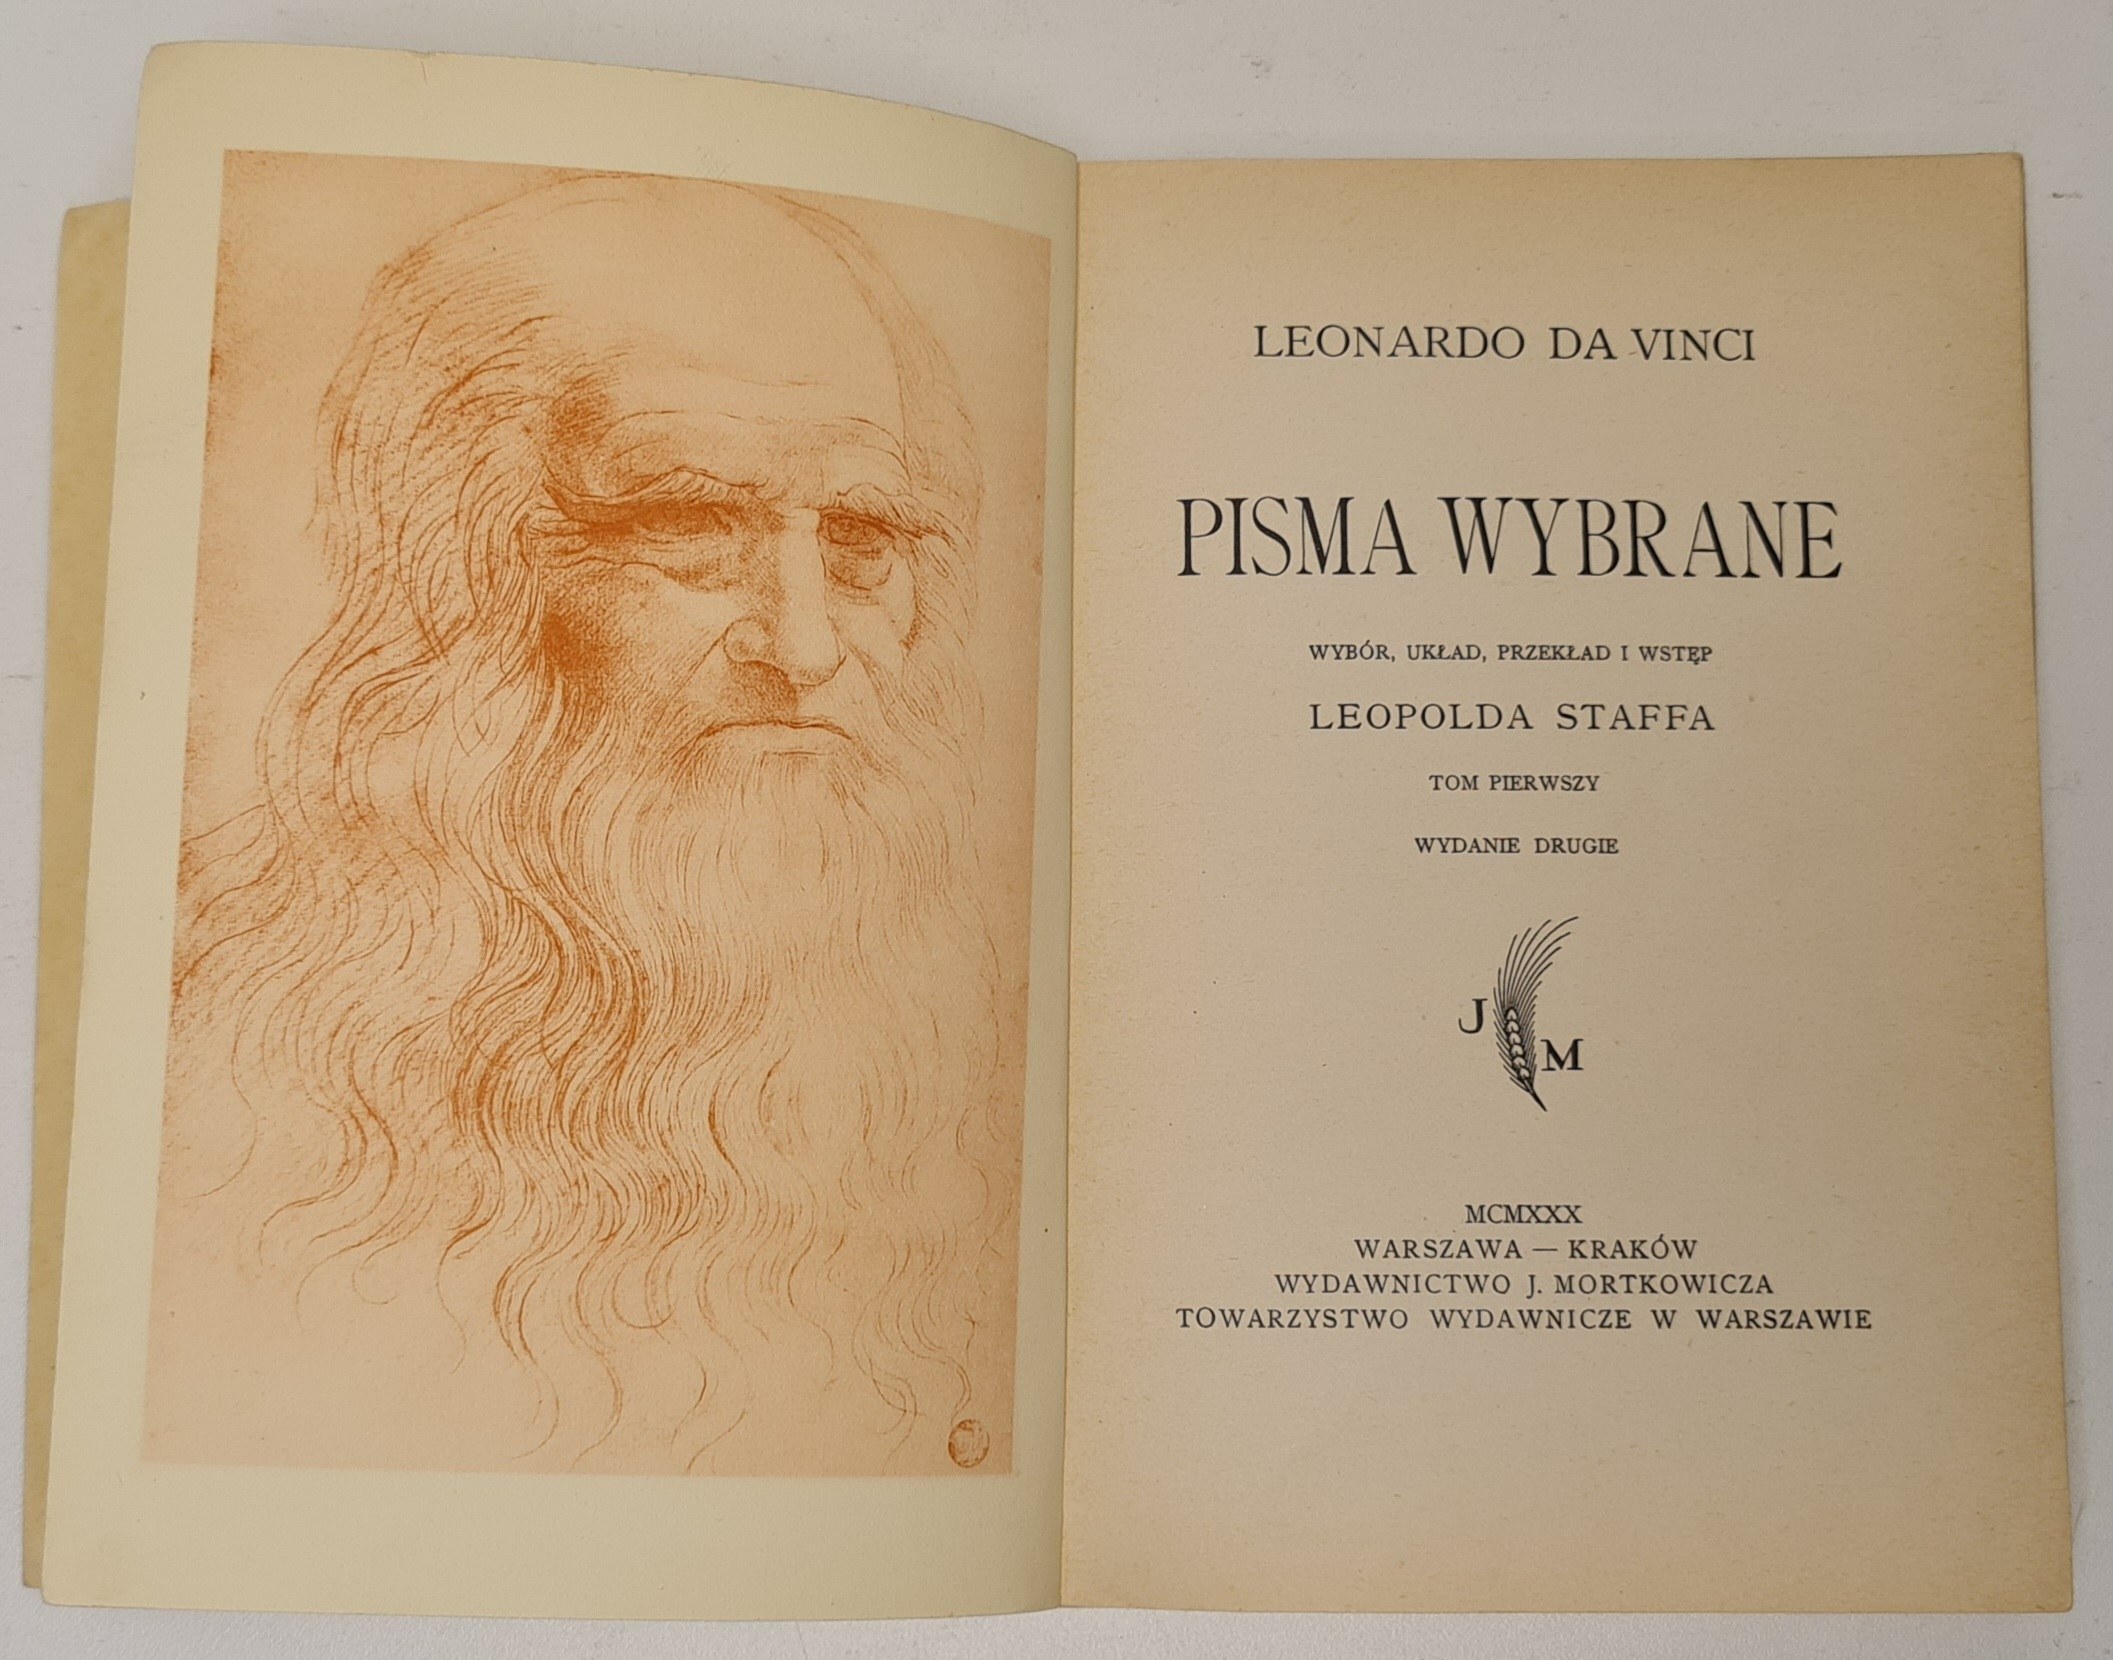 LEONARDO DA VINCI
PISMA WYBRANE
WYBÓR, UKŁAD, PRZEKŁAD I WSTĘP
LEOPOLDA STAFFA
TOM PIERWSZY
WYDANIE DRUGIE
J M
MCMXXX
WARSZAWA — KRAKÓW
WYDAWNICTWO J. MORTKOWICZA
TOWARZYSTWO WYDAWNICZE W WARSZAWIE